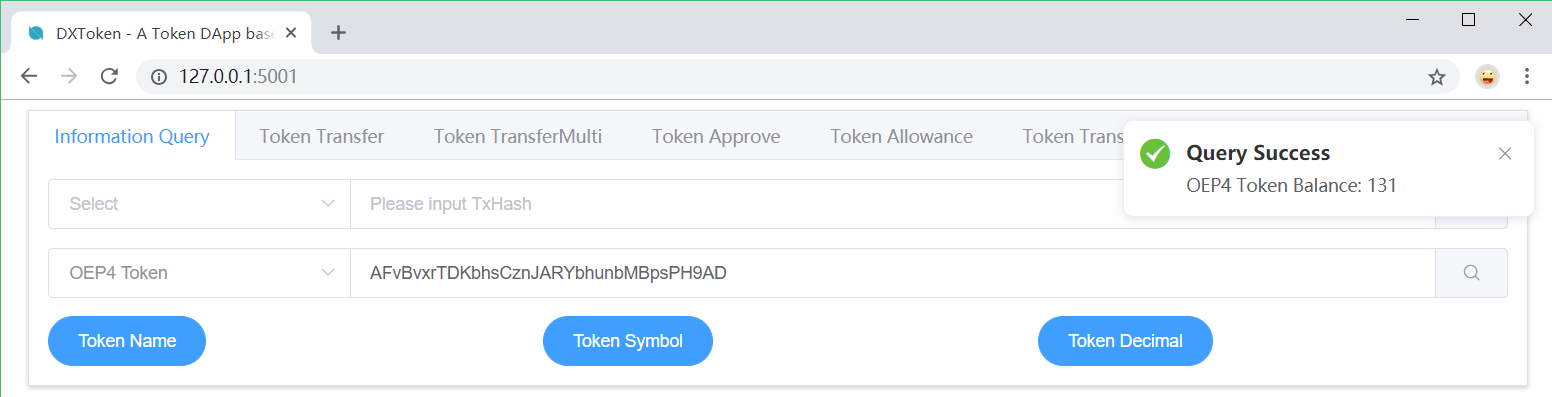 DXToken - A Token DApp bas
127.0.0.1:5001
Information Query Token Transfer Token TransferMulti Token Approve Token Allowance Token Trans
Query Success
OEP4 Token Balance: 131
Select Please input TxHash
OEP4 Token AFvBvxrTDKbhsCznJARYbhunbMBpsPH9AD
Token Name Token Symbol Token Decimal